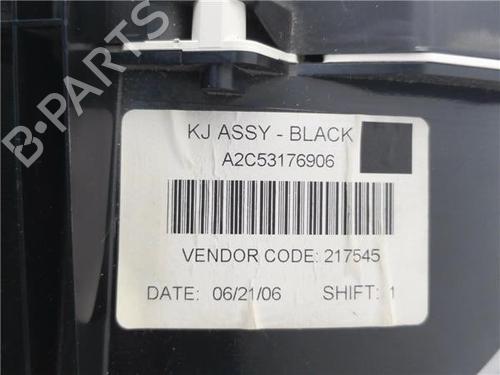 KJ ASSY - BLACK
A2C53176906
VENDOR CODE: 217545
DATE: 06/21/06 SHIFT: 1
B-PARTS